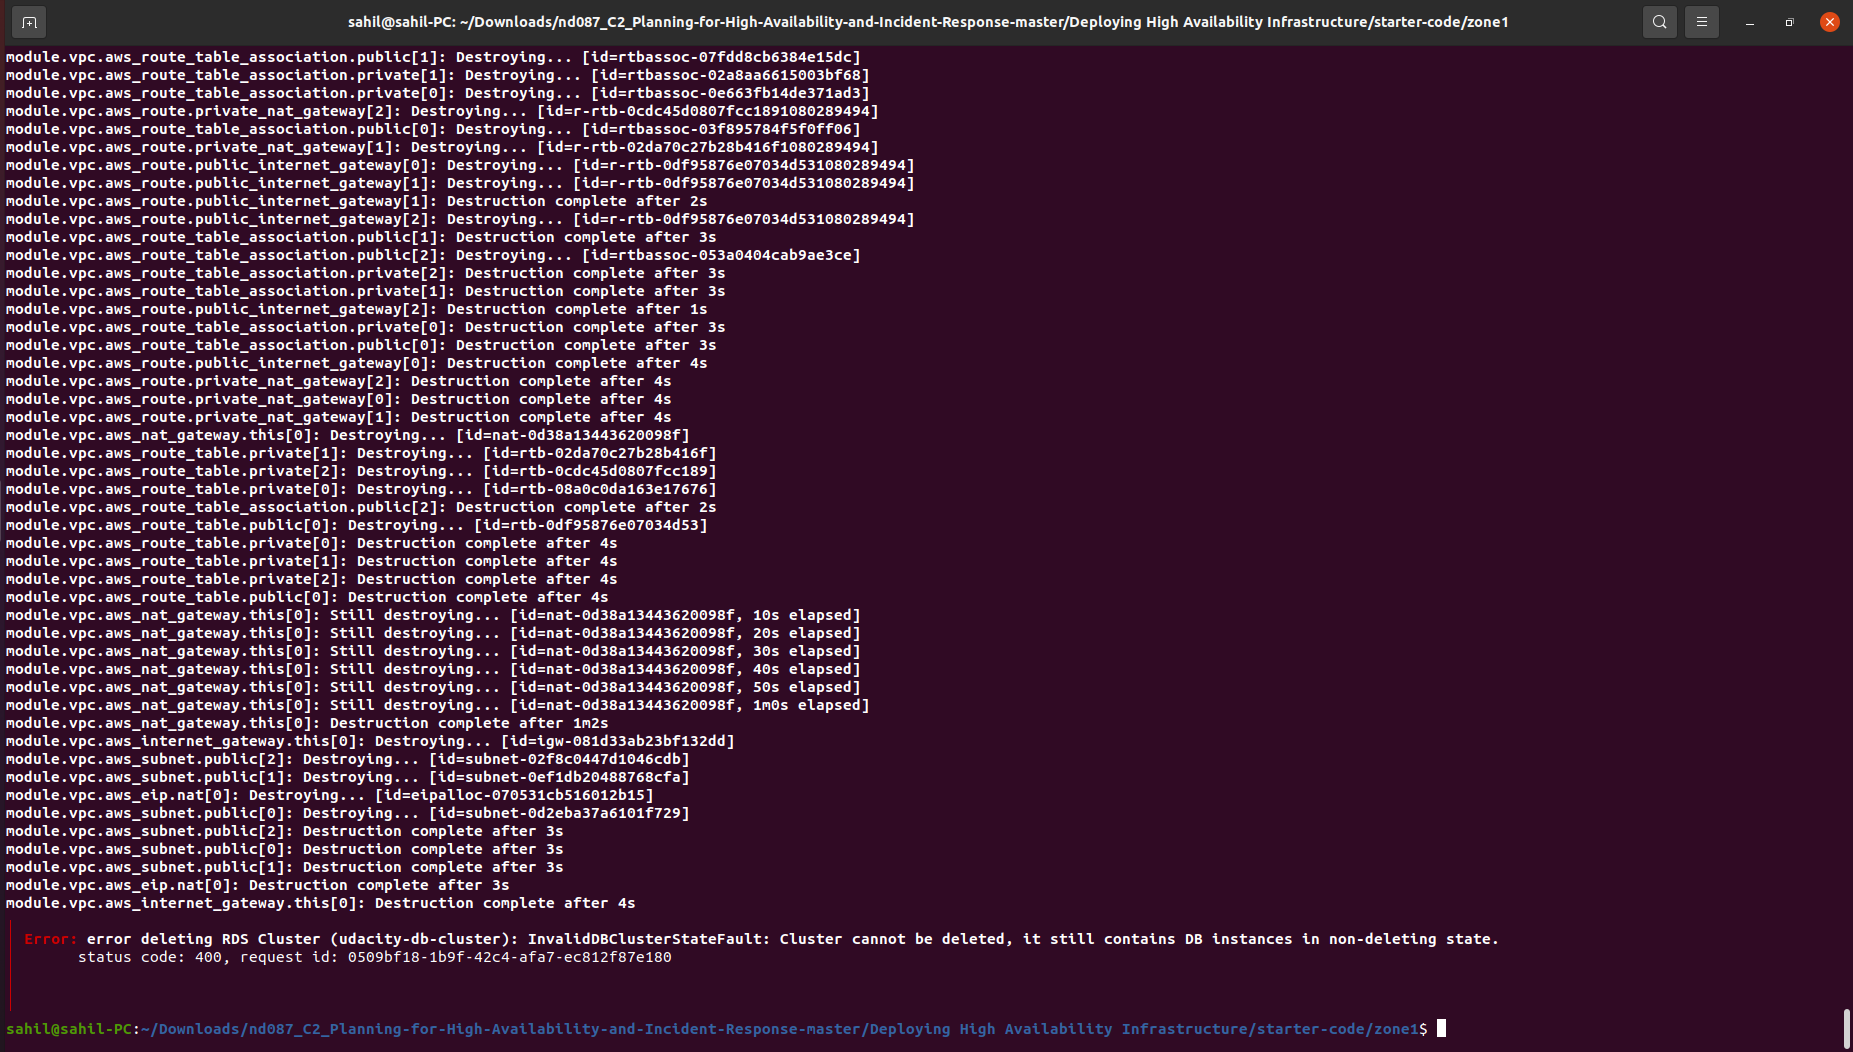 sahil@sahil-PC: ~/Downloads/nd087_C2_Planning-for-High-Availability-and-Incident-Response-master/Deploying High Availability Infrastructure/starter-code/zone1
module.vpc.aws_route_table_association.public[1]: Destroying... [id=rtbassoc-07fdd8cb6384e15dc]
module.vpc.aws_route_table_association.private[1]: Destroying... [id=rtbassoc-02a8aa6615003bf68]
module.vpc.aws_route_table_association.private[0]: Destroying... [id=rtbassoc-0e663fb14de371ad3]
module.vpc.aws_route.private_nat_gateway[2]: Destroying... [id=r-rtb-0cdc45d0807fcc1891080289494]
module.vpc.aws_route_table_association.public[0]: Destroying... [id=rtbassoc-03f895784f5f0ff06]
module.vpc.aws_route.private_nat_gateway[1]: Destroying... [id=r-rtb-02da70c27b28b416f1080289494]
module.vpc.aws_route.public_internet_gateway[0]: Destroying... [id=r-rtb-0df95876e07034d531080289494]
module.vpc.aws_route.public_internet_gateway[1]: Destroying... [id=r-rtb-0df95876e07034d531080289494]
module.vpc.aws_route.public_internet_gateway[1]: Destruction complete after 2s
module.vpc.aws_route.public_internet_gateway[2]: Destroying... [id=r-rtb-0df95876e07034d531080289494]
module.vpc.aws_route_table_association.public[1]: Destruction complete after 3s
module.vpc.aws_route_table_association.public[2]: Destroying... [id=rtbassoc-053a0404cab9ae3ce]
module.vpc.aws_route_table_association.private[2]: Destruction complete after 3s
module.vpc.aws_route_table_association.private[1]: Destruction complete after 3s
module.vpc.aws_route.public_internet_gateway[2]: Destruction complete after 1s
module.vpc.aws_route_table_association.private[0]: Destruction complete after 3s
module.vpc.aws_route_table_association.public[0]: Destruction complete after 3s
module.vpc.aws_route.public_internet_gateway[0]: Destruction complete after 4s
module.vpc.aws_route.private_nat_gateway[2]: Destruction complete after 4s
module.vpc.aws_route.private_nat_gateway[0]: Destruction complete after 4s
module.vpc.aws_route.private_nat_gateway[1]: Destruction complete after 4s
module.vpc.aws_nat_gateway.this[0]: Destroying... [id=nat-0d38a13443620098f]
module.vpc.aws_route_table.private[1]: Destroying... [id=rtb-02da70c27b28b416f]
module.vpc.aws_route_table.private[2]: Destroying... [id=rtb-0cdc45d0807fcc189]
module.vpc.aws_route_table.private[0]: Destroying... [id=rtb-08a0c0da163e17676]
module.vpc.aws_route_table_association.public[2]: Destruction complete after 2s
module.vpc.aws_route_table.public[0]: Destroying... [id=rtb-0df95876e07034d53]
module.vpc.aws_route_table.private[0]: Destruction complete after 4s
module.vpc.aws_route_table.private[1]: Destruction complete after 4s
module.vpc.aws_route_table.private[2]: Destruction complete after 4s
module.vpc.aws_route_table.public[0]: Destruction complete after 4s
module.vpc.aws_nat_gateway.this[0]: Still destroying... [id=nat-0d38a13443620098f, 10s elapsed]
module.vpc.aws_nat_gateway.this[0]: Still destroying... [id=nat-0d38a13443620098f, 20s elapsed]
module.vpc.aws_nat_gateway.this[0]: Still destroying... [id=nat-0d38a13443620098f, 30s elapsed]
module.vpc.aws_nat_gateway.this[0]: Still destroying... [id=nat-0d38a13443620098f, 40s elapsed]
module.vpc.aws_nat_gateway.this[0]: Still destroying... [id=nat-0d38a13443620098f, 50s elapsed]
module.vpc.aws_nat_gateway.this[0]: Still destroying... [id=nat-0d38a13443620098f, 1m0s elapsed]
module.vpc.aws_nat_gateway.this[0]: Destruction complete after 1m2s
module.vpc.aws_internet_gateway.this[0]: Destroying... [id=igw-081d33ab23bf132dd]
module.vpc.aws_subnet.public[2]: Destroying... [id=subnet-02f8c0447d1046cdb]
module.vpc.aws_subnet.public[1]: Destroying... [id=subnet-0ef1db20488768cfa]
module.vpc.aws_eip.nat[0]: Destroying... [id=eipalloc-070531cb516012b15]
module.vpc.aws_subnet.public[0]: Destroying... [id=subnet-0d2eba37a6101f729]
module.vpc.aws_subnet.public[2]: Destruction complete after 3s
module.vpc.aws_subnet.public[0]: Destruction complete after 3s
module.vpc.aws_subnet.public[1]: Destruction complete after 3s
module.vpc.aws_eip.nat[0]: Destruction complete after 3s
module.vpc.aws_internet_gateway.this[0]: Destruction complete after 4s
Error: error deleting RDS Cluster (udacity-db-cluster): InvalidDBClusterStateFault: Cluster cannot be deleted, it still contains DB instances in non-deleting state.
status code: 400, request id: 0509bf18-1b9f-42c4-afa7-ec812f87e180
sahil@sahil-PC:~/Downloads/nd087_C2_Planning-for-High-Availability-and-Incident-Response-master/Deploying High Availability Infrastructure/starter-code/zone1$